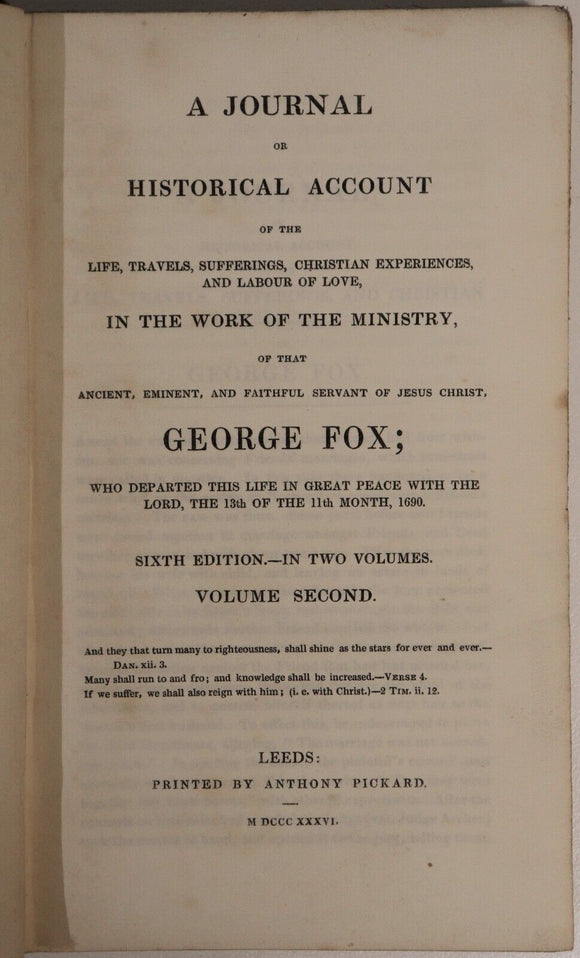 A JOURNAL
OR
HISTORICAL ACCOUNT
OF THE
LIFE, TRAVELS, SUFFERINGS, CHRISTIAN EXPERIENCES,
AND LABOUR OF LOVE,
IN THE WORK OF THE MINISTRY,
OF THAT
ANCIENT, EMINENT, AND FAITHFUL SERVANT OF JESUS CHRIST,
GEORGE FOX;
WHO DEPARTED THIS LIFE IN GREAT PEACE WITH THE
LORD, THE 13th OF THE 11th MONTH, 1690.
SIXTH EDITION.—IN TWO VOLUMES.
VOLUME SECOND.
And they that turn many to righteousness, shall shine as the stars for ever and ever.—
DAN. xii. 3.
Many shall run to and fro; and knowledge shall be increased.—VERSE 4.
If we suffer, we shall also reign with him; (i. e. with Christ.)—2 TIM. ii. 12.
LEEDS:
PRINTED BY ANTHONY PICKARD.
M DCCC XXXVI.